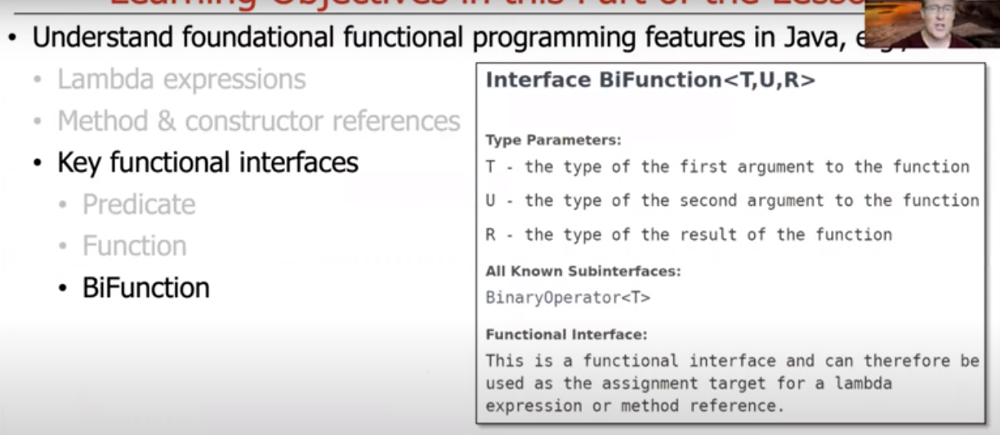 Learning Objectives in this Part of the Lesson
• Understand foundational functional programming features in Java, e.g.,
• Lambda expressions
• Method & constructor references
• Key functional interfaces
• Predicate
• Function
• BiFunction
Interface BiFunction<T,U,R>
Type Parameters:
T - the type of the first argument to the function
U - the type of the second argument to the function
R - the type of the result of the function
All Known Subinterfaces:
BinaryOperator<T>
Functional Interface:
This is a functional interface and can therefore be
used as the assignment target for a lambda
expression or method reference.